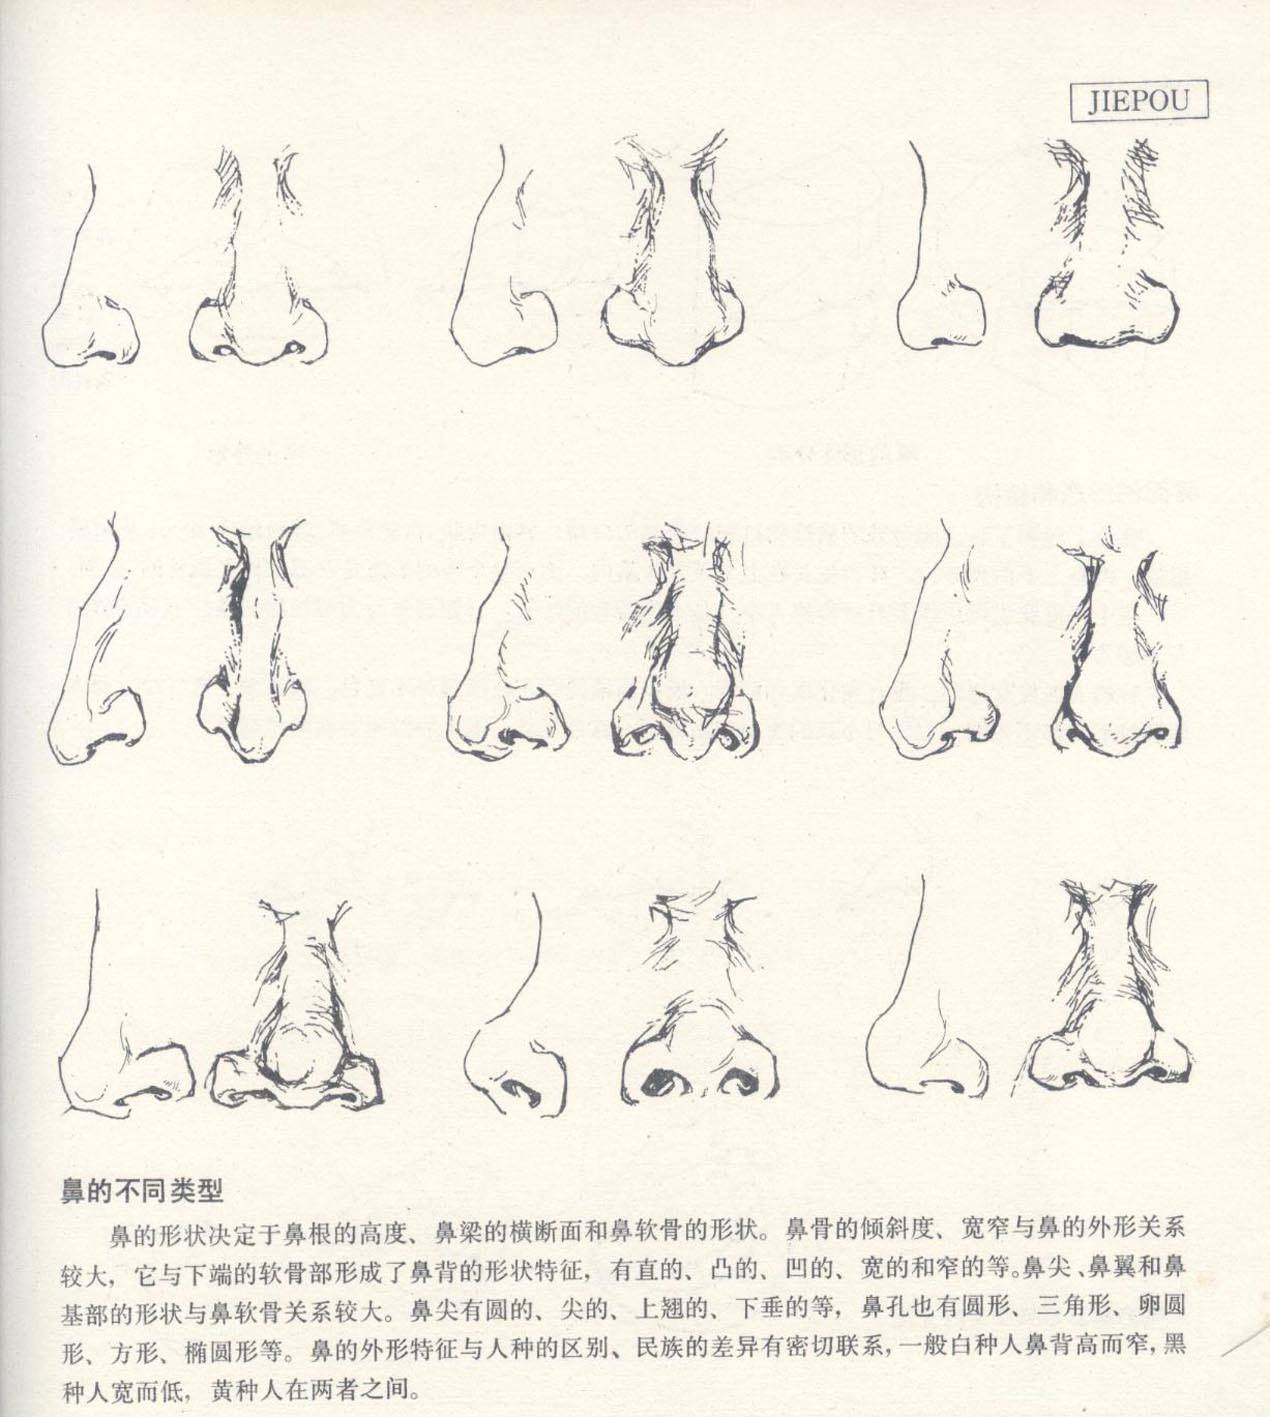 JIEPOU
鼻的不同类型
鼻的形状决定于鼻根的高度、鼻梁的横断面和鼻软骨的形状。鼻骨的倾斜度、宽窄与鼻的外形关系
较大，它与下端的软骨部形成了鼻背的形状特征，有直的、凸的、凹的、宽的和窄的等。鼻尖、鼻翼和鼻
基部的形状与鼻软骨关系较大。鼻尖有圆的、尖的、上翘的、下垂的等，鼻孔也有圆形、三角形、卵圆
形、方形、椭圆形等。鼻的外形特征与人种的区别、民族的差异有密切联系，一般白种人鼻背高而窄，黑
种人宽而低，黄种人在两者之间。